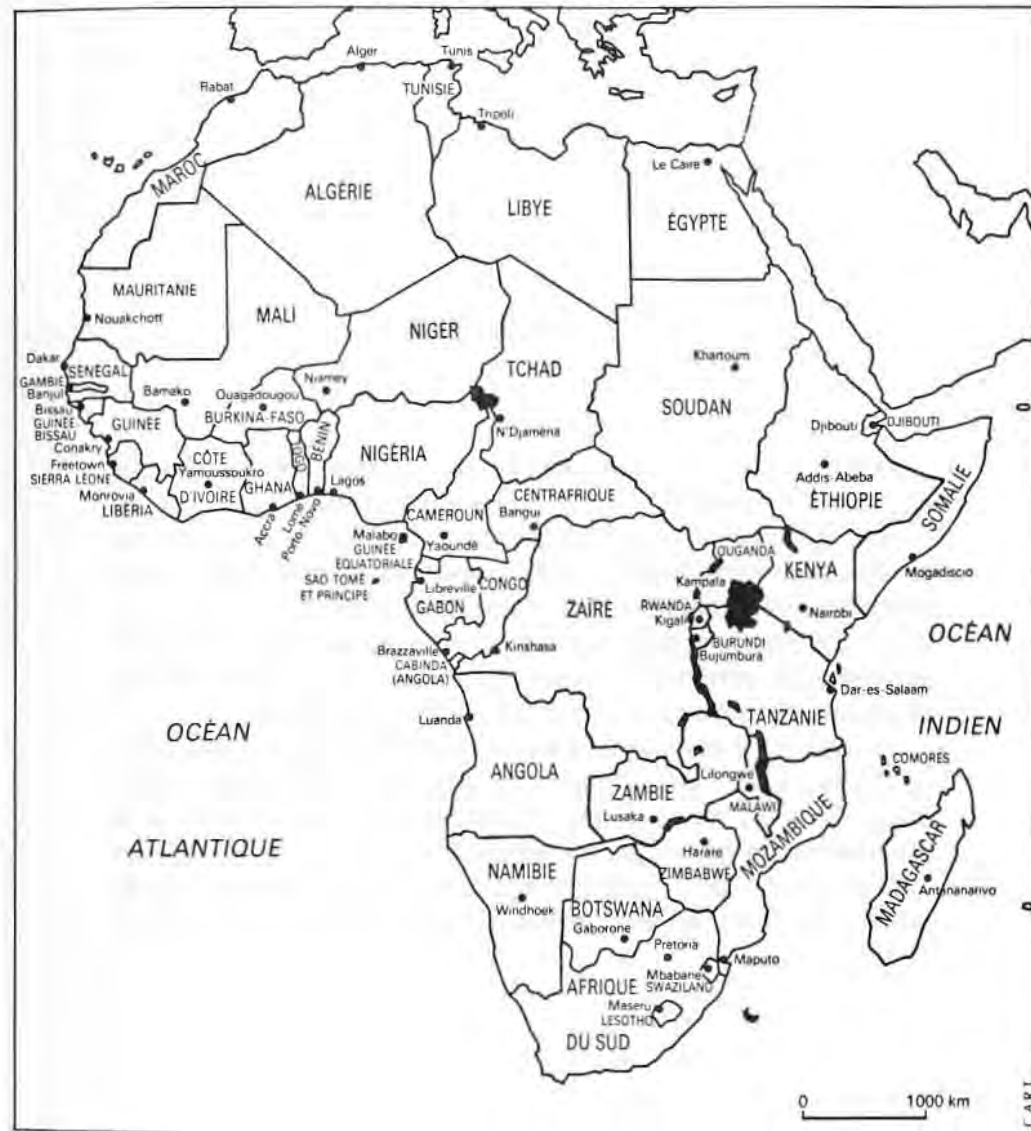 Alger
Tunis
TUNISIE
Rabat
Tripoli
MAROC
ALGÉRIE
LIBYE
Le Caire
ÉGYPTE
MAURITANIE
Nouakchott
MALI
NIGER
TCHAD
Khartoum
SOUDAN
Dakar
SÉNÉGAL
GAMBIE
Banjul
Bissau
GUINÉE-
BISSAU
GUINÉE
Conakry
Freetown
SIERRA LÉONE
Monrovia
LIBÉRIA
Bamako
Ouagadougou
BURKINA-FASO
Niamey
N'Djaména
Djibouti
DJIBOUTI
CÔTE
Yamoussoukro
D'IVOIRE
GHANA
TOGO
BÉNIN
NIGÉRIA
Lagos
Accra
Lomé
Porto-Novo
Addis-Abeba
ÉTHIOPIE
SOMALIE
CENTRAFRIQUE
Bangui
CAMEROUN
Yaoundé
Malabo
GUINÉE
ÉQUATORIALE
SAO TOMÉ
ET PRINCIPE
Libreville
GABON
CONGO
ZAÏRE
OUGANDA
Kampala
KENYA
Nairobi
Mogadiscio
RWANDA
Kigali
BURUNDI
Bujumbura
Brazzaville
Kinshasa
CABINDA
(ANGOLA)
OCÉAN
INDIEN
Dar-es-Salaam
TANZANIE
Luanda
ANGOLA
OCÉAN
ATLANTIQUE
COMORES
Lilongwe
MALAWI
ZAMBIE
Lusaka
MOZAMBIQUE
MADAGASCAR
Antananarivo
Harare
ZIMBABWE
NAMIBIE
Windhoek
BOTSWANA
Gaborone
Pretoria
Maputo
Mbabane
SWAZILAND
AFRIQUE
Maseru
LESOTHO
DU SUD
0 1000 km